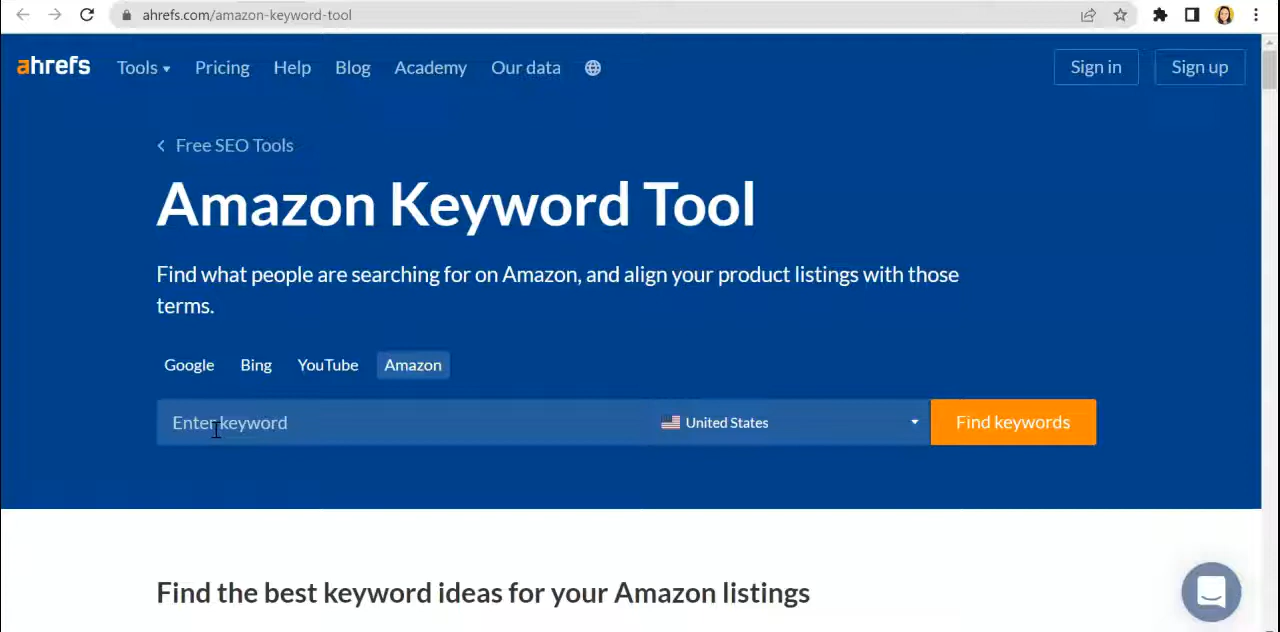 ahrefs.com/amazon-keyword-tool
ahrefs Tools Pricing Help Blog Academy Our data Sign in Sign up
Free SEO Tools
Amazon Keyword Tool
Find what people are searching for on Amazon, and align your product listings with those
terms.
Google Bing YouTube Amazon
Enter keyword United States Find keywords
Find the best keyword ideas for your Amazon listings